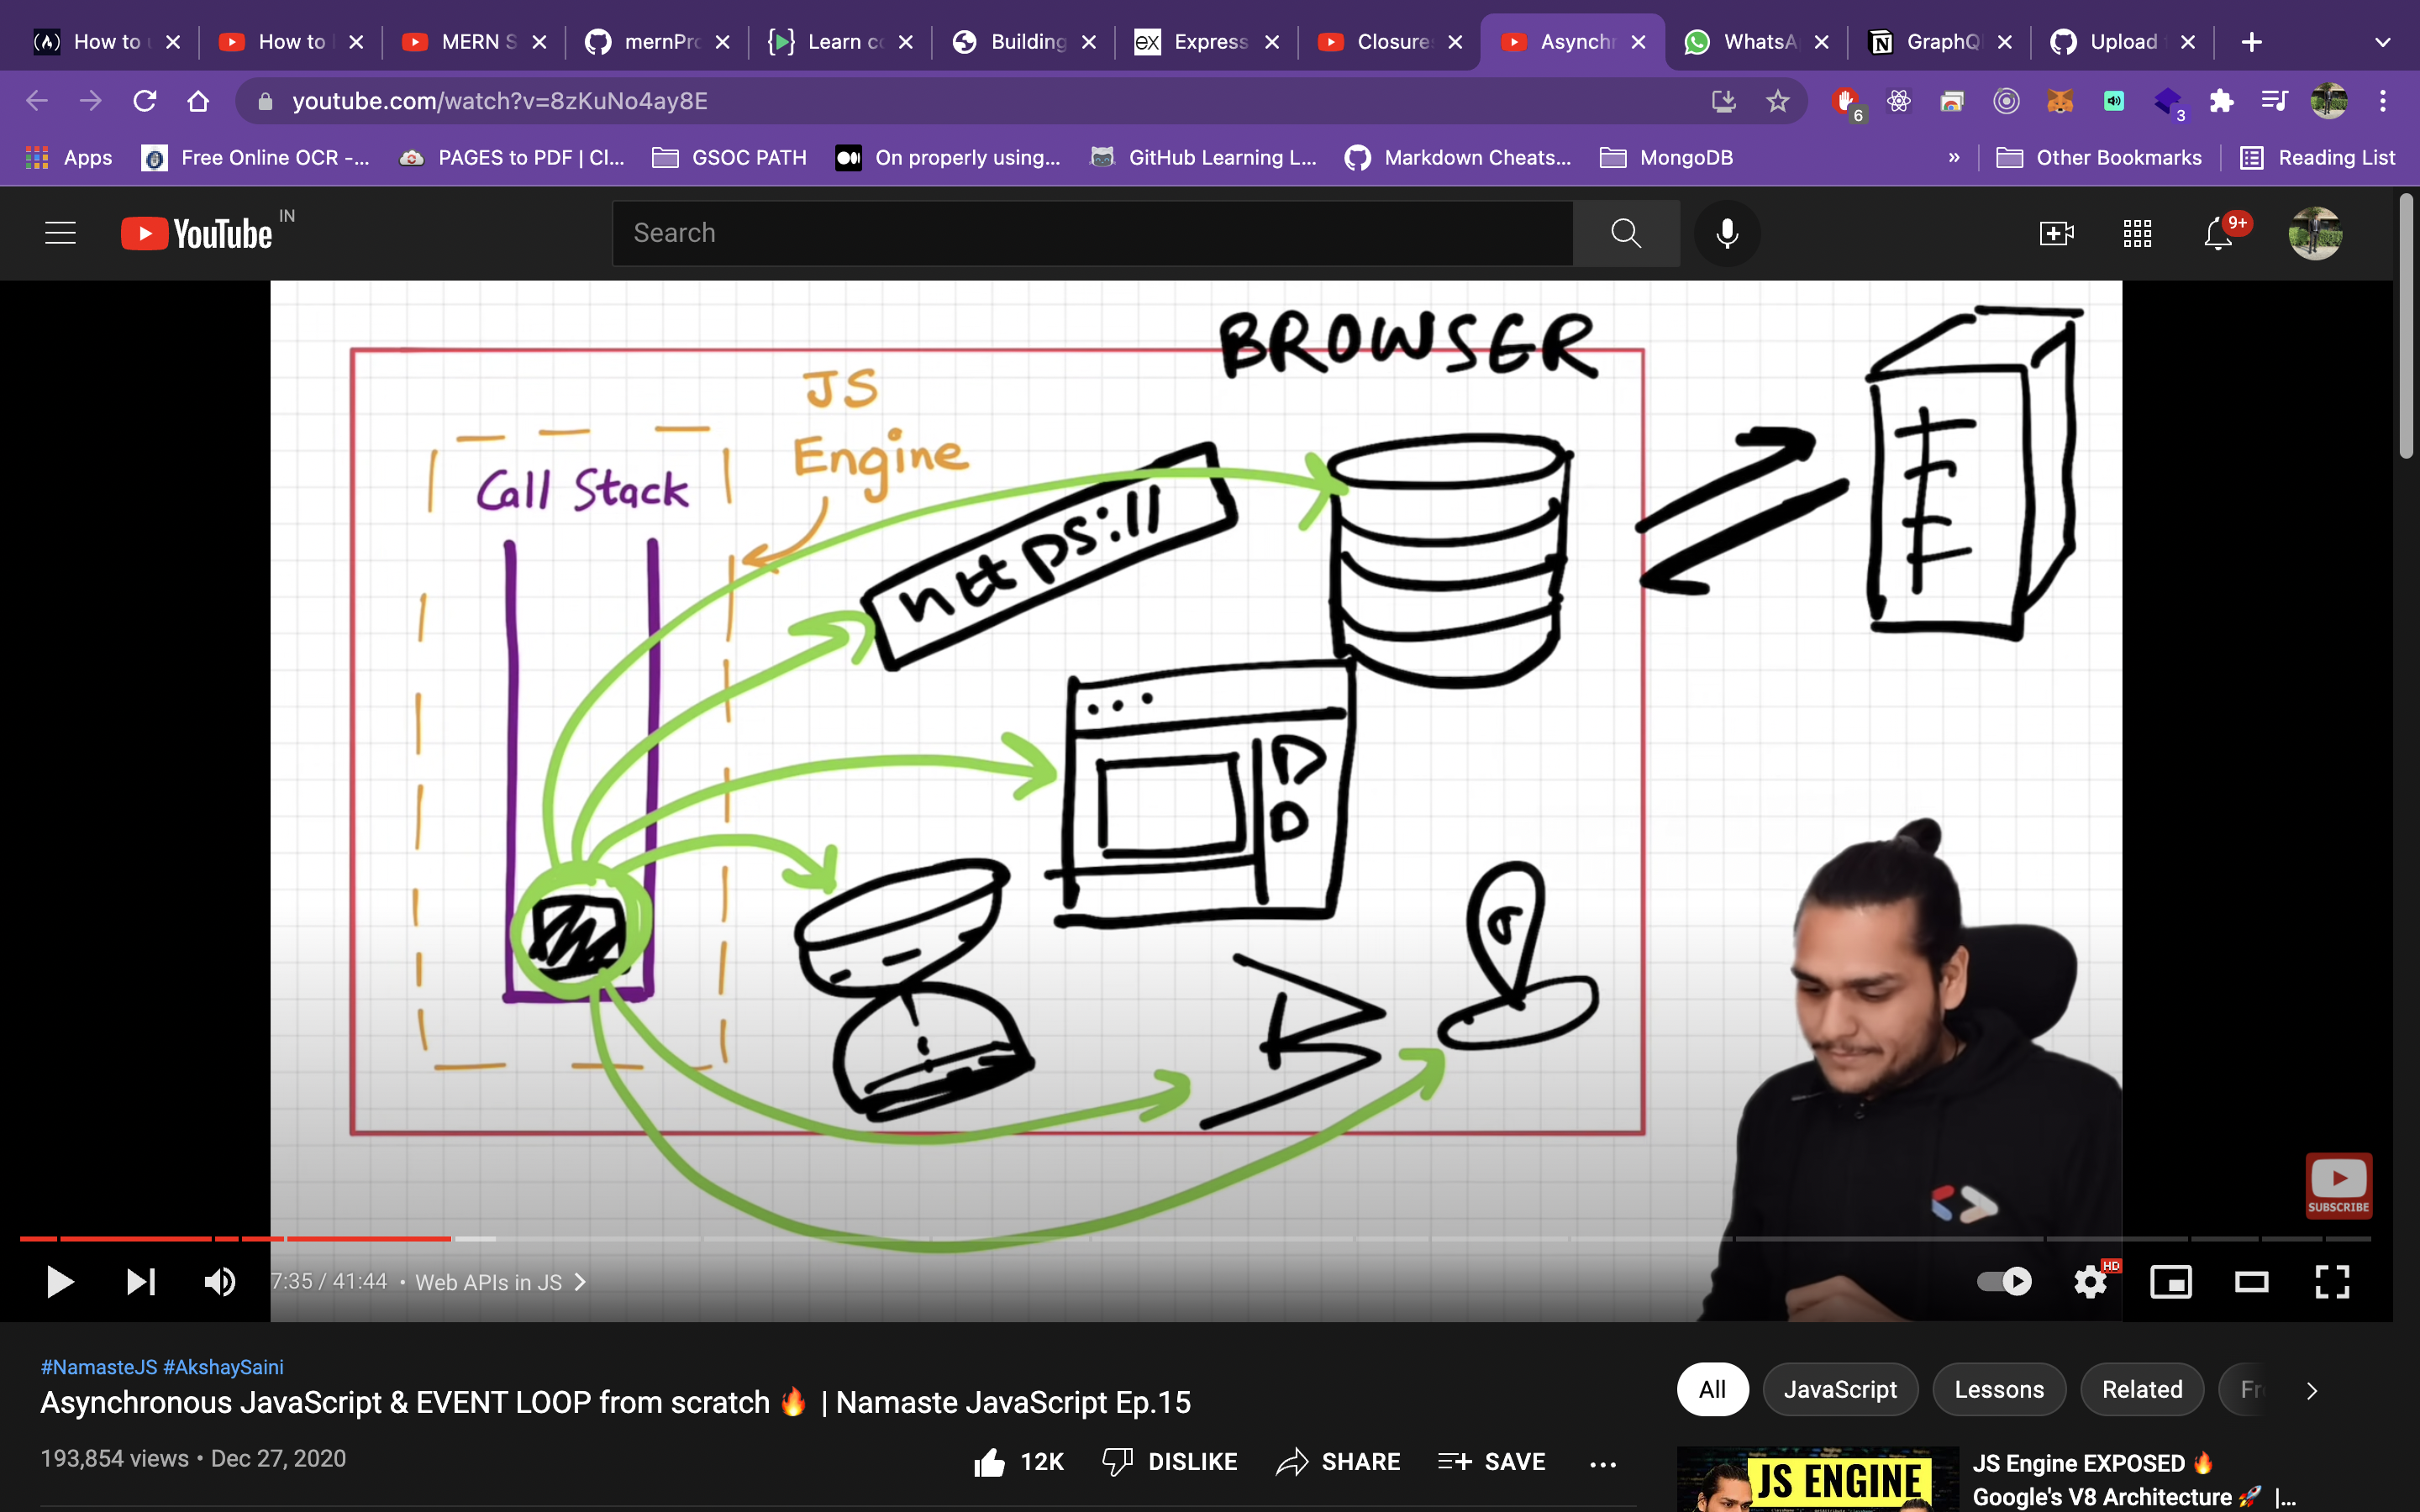 How to
How to
MERN S
mernPro
Learn co
Building
ex
Express
Closure
Asynchr
WhatsA
GraphQ
Upload
youtube.com/watch?v=8zKuNo4ay8E
6
3
Apps
Free Online OCR -...
PAGES to PDF | Cl...
GSOC PATH
On properly using...
GitHub Learning L...
Markdown Cheats...
MongoDB
»
Other Bookmarks
Reading List
YouTube
IN
Search
9+
BROWSER
JS
Engine
Call Stack
https://
B
SUBSCRIBE
7:35 / 41:44 • Web APIs in JS
HD
#NamasteJS #AkshaySaini
Asynchronous JavaScript & EVENT LOOP from scratch 🔥 | Namaste JavaScript Ep.15
193,854 views • Dec 27, 2020
12K
DISLIKE
SHARE
SAVE
All
JavaScript
Lessons
Related
JS ENGINE
JS Engine EXPOSED 🔥
Google's V8 Architecture 🚀 |...